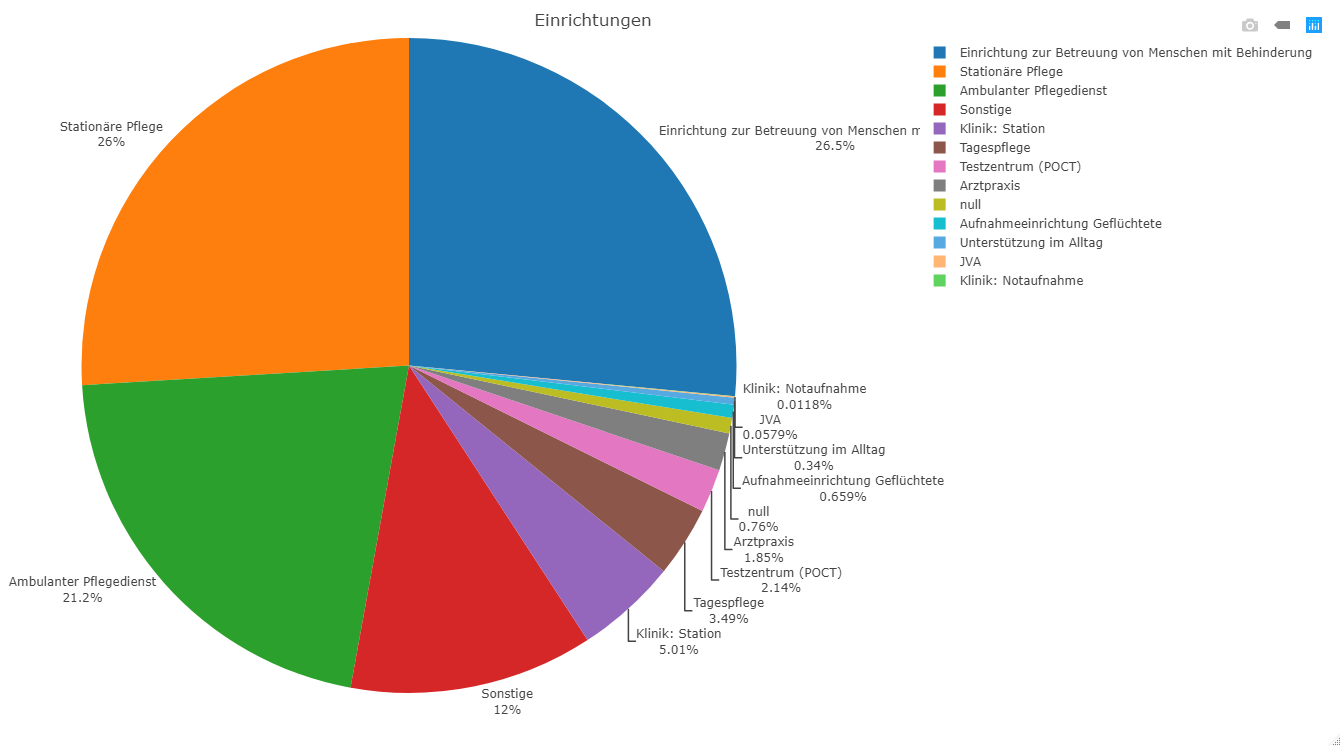 Einrichtungen
Einrichtung zur Betreuung von Menschen mit Behinderung
Stationäre Pflege
Ambulanter Pflegedienst
Sonstige
Klinik: Station
Tagespflege
Testzentrum (POCT)
Arztpraxis
null
Aufnahmeeinrichtung Geflüchtete
Unterstützung im Alltag
JVA
Klinik: Notaufnahme
Stationäre Pflege
26%
Einrichtung zur Betreuung von Menschen
26.5%
Klinik: Notaufnahme
0.0118%
JVA
0.0579%
Unterstützung im Alltag
0.34%
Aufnahmeeinrichtung Geflüchtete
0.659%
null
0.76%
Arztpraxis
1.85%
Testzentrum (POCT)
2.14%
Ambulanter Pflegedienst
21.2%
Tagespflege
3.49%
Klinik: Station
5.01%
Sonstige
12%